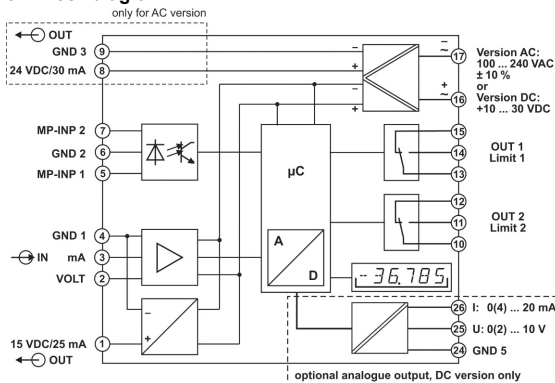 only for AC version
OUT
GND 3 9
24 VDC/30 mA 8
MP-INP 2 7
GND 2 6
MP-INP 1 5
GND 1 4
IN mA 3
VOLT 2
15 VDC/25 mA 1
OUT
− +
− +
− +
µC
A
D
-36.785
− ~ 17
+ ~ 16
Version AC:
100 ... 240 VAC
± 10 %
or
Version DC:
+10 ... 30 VDC
15
14
13
OUT 1
Limit 1
12
11
10
OUT 2
Limit 2
26 I: 0(4) ... 20 mA
25 U: 0(2) ... 10 V
24 GND 5
optional analogue output, DC version only